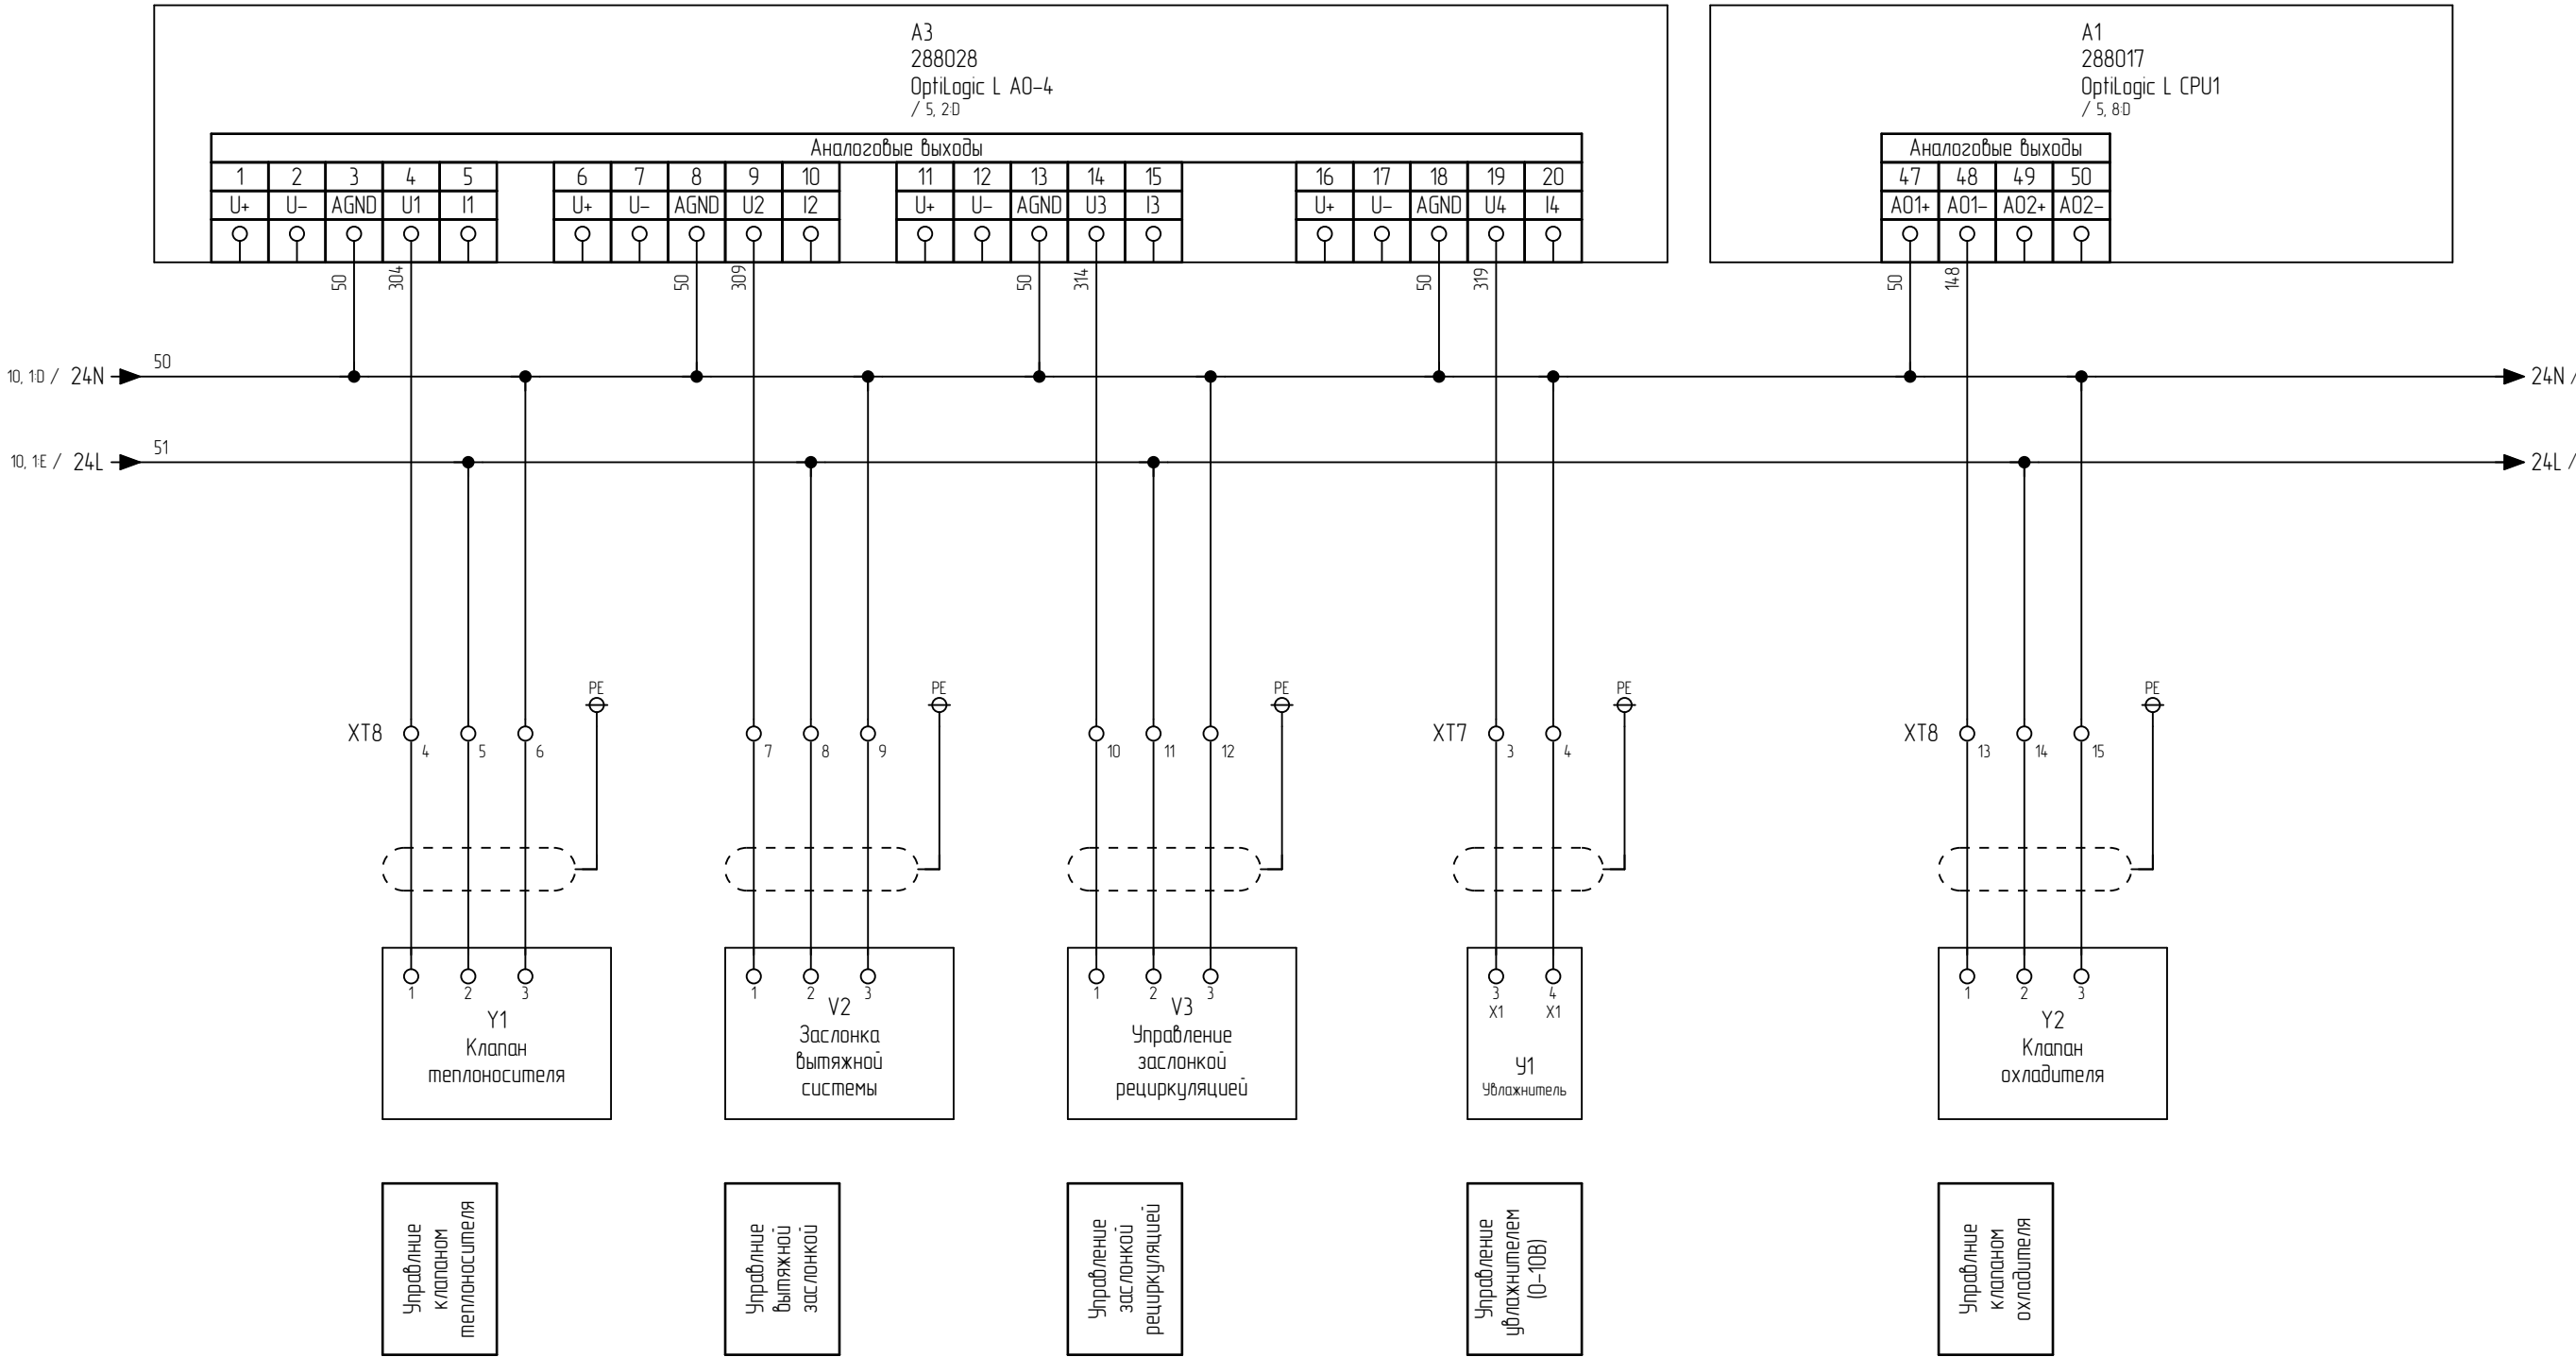 А3
288028
OptiLogic L AO-4
/ 5, 2:D
А1
288017
OptiLogic L CPU1
/ 5, 8:D
Аналоговые выходы
Аналоговые выходы
1 2 3 4 5 6 7 8 9 10 11 12 13 14 15 16 17 18 19 20 47 48 49 50
U+ U- AGND U1 I1 U+ U- AGND U2 I2 U+ U- AGND U3 I3 U+ U- AGND U4 I4 AO1+ AO1- AO2+ AO2-
50 304 50 309 50 314 50 319 50 148
10, 1:D / 24N 50 24N /
10, 1:E / 24L 51 24L /
PE PE PE PE PE
XT8 4 5 6 7 8 9 10 11 12 XT7 3 4 XT8 13 14 15
1 2 3 1 2 3 1 2 3 3 4 1 2 3
X1 X1
Y1
Клапан
теплоносителя
V2
Заслонка
вытяжной
системы
V3
Управление
заслонкой
рециркуляцией
У1
Увлажнитель
Y2
Клапан
охладителя
Управлние
клапаном
теплоносителя
Управлние
вытяжной
заслонкой
Управление
заслонкой
рециркуляцией
Управление
увлажнителем
(0-10В)
Управлние
клапаном
охладителя